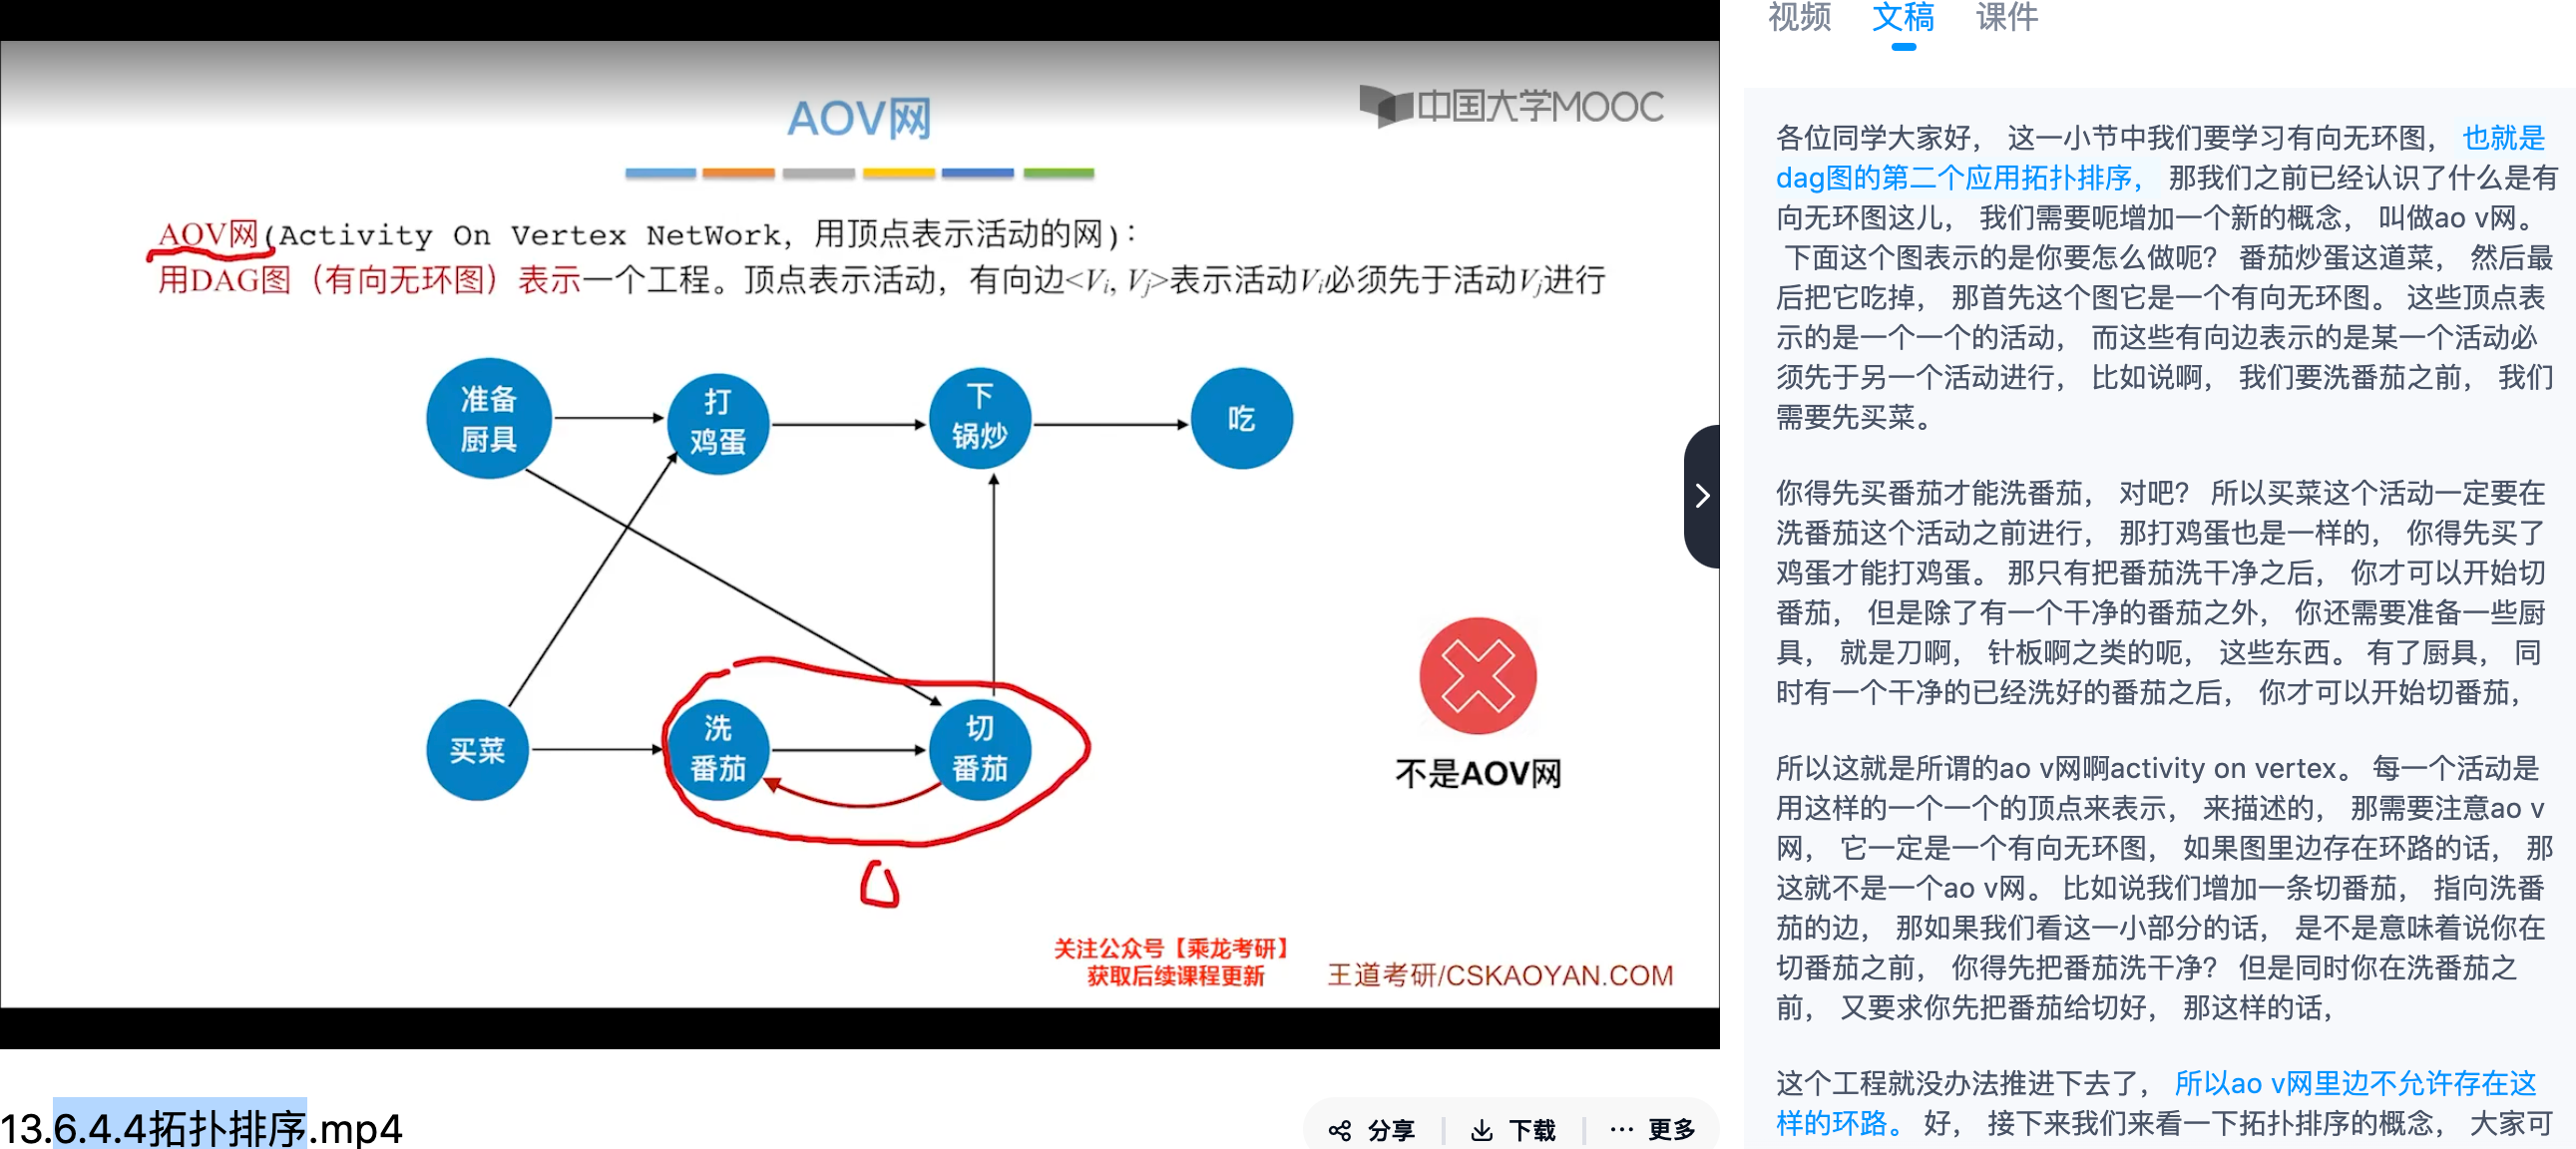 AOV网
中国大学MOOC
AOV网(Activity On Vertex NetWork，用顶点表示活动的网)：
用DAG图（有向无环图）表示一个工程。顶点表示活动，有向边<Vi, Vj>表示活动Vi必须先于活动Vj进行
准备
厨具
打
鸡蛋
下
锅炒
吃
买菜
洗
番茄
切
番茄
不是AOV网
关注公众号【乘龙考研】
获取后续课程更新
王道考研/CSKAOYAN.COM
13.6.4.4拓扑排序.mp4
分享
下载
更多
视频 文稿 课件
各位同学大家好， 这一小节中我们要学习有向无环图， 也就是
dag图的第二个应用拓扑排序， 那我们之前已经认识了什么是有
向无环图这儿， 我们需要呃增加一个新的概念， 叫做ao v网。
下面这个图表示的是你要怎么做呃？ 番茄炒蛋这道菜， 然后最
后把它吃掉， 那首先这个图它是一个有向无环图。 这些顶点表
示的是一个一个的活动， 而这些有向边表示的是某一个活动必
须先于另一个活动进行， 比如说啊， 我们要洗番茄之前， 我们
需要先买菜。
你得先买番茄才能洗番茄， 对吧？ 所以买菜这个活动一定要在
洗番茄这个活动之前进行， 那打鸡蛋也是一样的， 你得先买了
鸡蛋才能打鸡蛋。 那只有把番茄洗干净之后， 你才可以开始切
番茄， 但是除了有一个干净的番茄之外， 你还需要准备一些厨
具， 就是刀啊， 针板啊之类的呃， 这些东西。 有了厨具， 同
时有一个干净的已经洗好的番茄之后， 你才可以开始切番茄，
所以这就是所谓的ao v网啊activity on vertex。 每一个活动是
用这样的一个一个的顶点来表示， 来描述的， 那需要注意ao v
网， 它一定是一个有向无环图， 如果图里边存在环路的话， 那
这就不是一个ao v网。 比如说我们增加一条切番茄， 指向洗番
茄的边， 那如果我们看这一小部分的话， 是不是意味着说你在
切番茄之前， 你得先把番茄洗干净？ 但是同时你在洗番茄之
前， 又要求你先把番茄给切好， 那这样的话，
这个工程就没办法推进下去了， 所以ao v网里边不允许存在这
样的环路。 好， 接下来我们来看一下拓扑排序的概念， 大家可